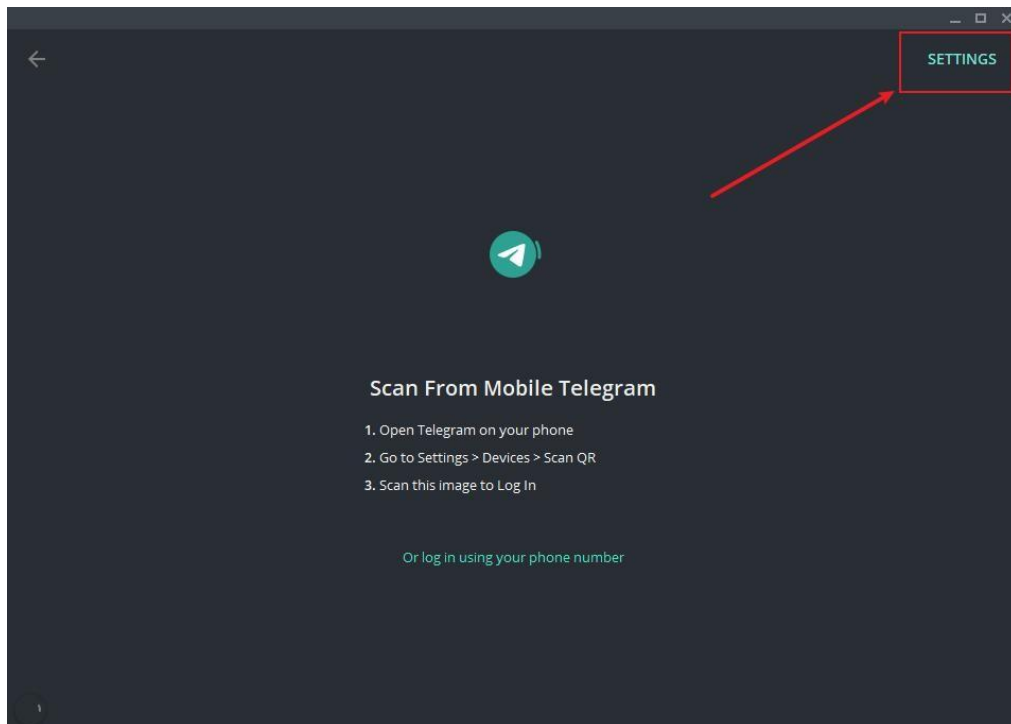 SETTINGS
Scan From Mobile Telegram
1. Open Telegram on your phone
2. Go to Settings > Devices > Scan QR
3. Scan this image to Log In
Or log in using your phone number